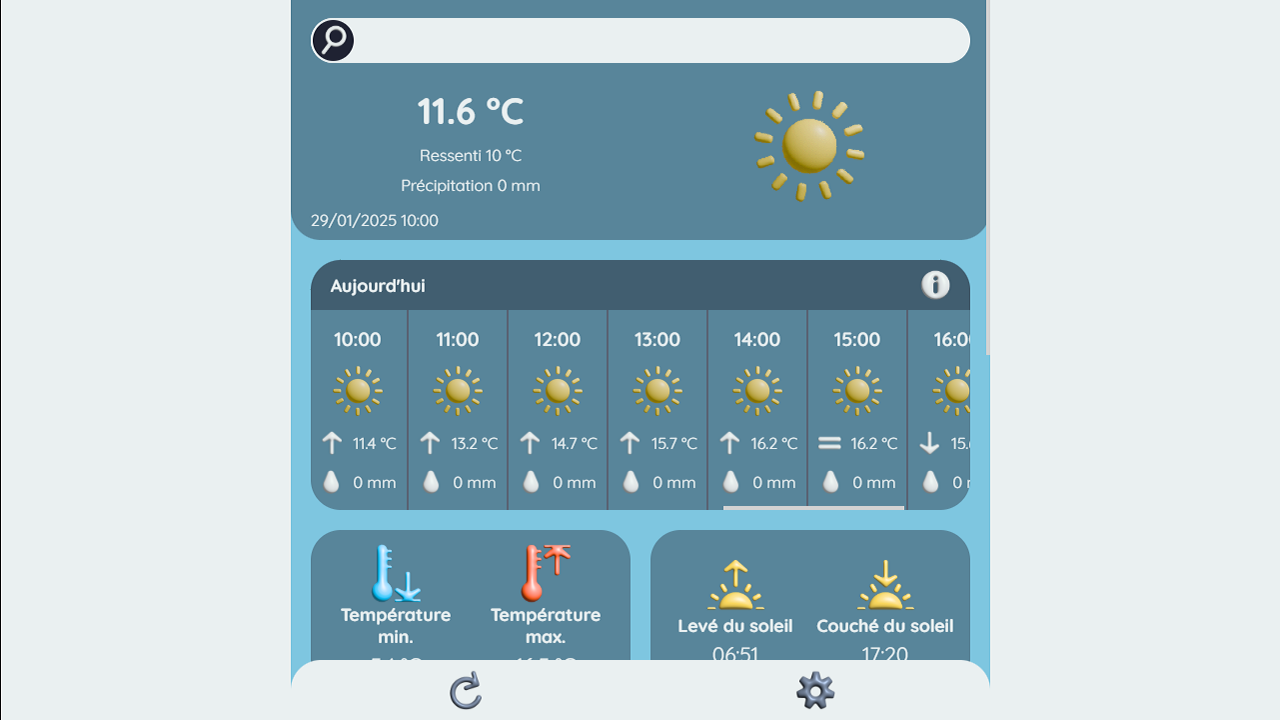 11.6 °C
Ressenti 10 °C
Précipitation 0 mm
29/01/2025 10:00
Aujourd'hui
10:00 11:00 12:00 13:00 14:00 15:00 16:00
11.4 °C 13.2 °C 14.7 °C 15.7 °C 16.2 °C 16.2 °C
0 mm 0 mm 0 mm 0 mm 0 mm 0 mm 0
Température min.
Température max.
Levé du soleil Couché du soleil
06:51 17:20